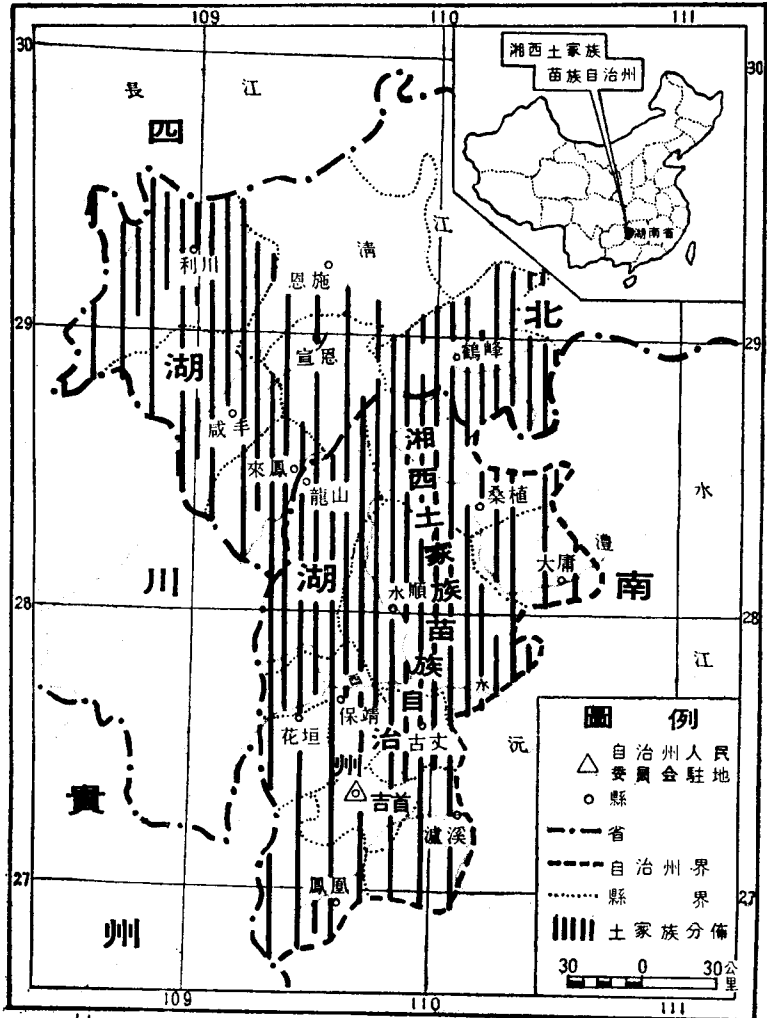 109
110
111
30
30
湘西土家族
苗族自治州
湖南省
長江
四
清江
利川
恩施
北
29
29
宣恩
鶴峰
湖
咸丰
來鳳
龍山
湘西土家族苗族自治州
桑植
水
澧
大庸
川
湖
永順
南
28
28
江
酉
水
保靖
花垣
古丈
沅
貴
吉首
瀘溪
27
27
鳳凰
州
圖例
自治州人民
委員会駐地
縣
省
自治州界
縣界
土家族分佈
30 0 30公里
109
110
111